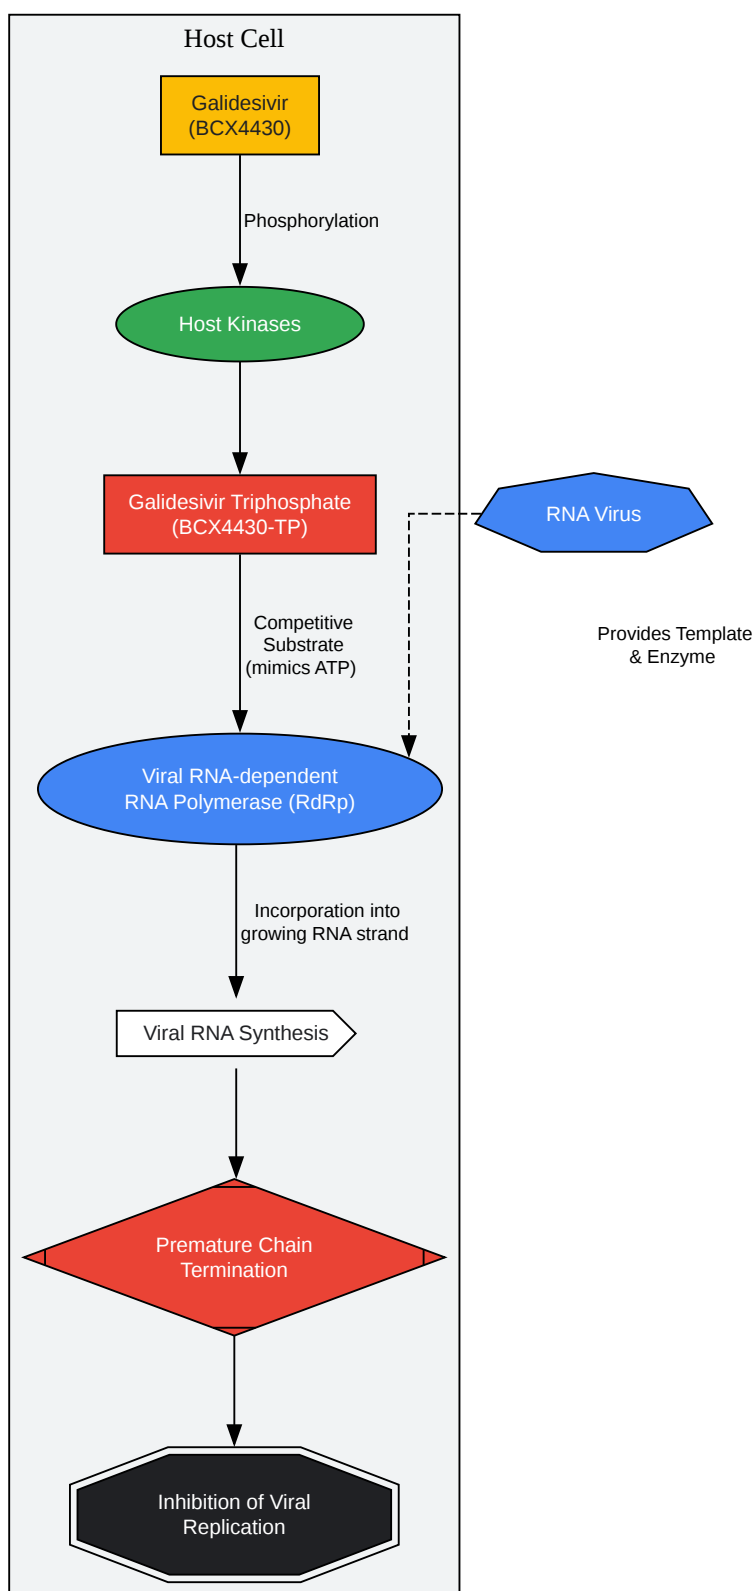 Host Cell
Galidesivir
(BCX4430)
Phosphorylation
Host Kinases
Galidesivir Triphosphate
(BCX4430-TP)
RNA Virus
Competitive
Substrate
(mimics ATP)
Provides Template
& Enzyme
Viral RNA-dependent
RNA Polymerase (RdRp)
Incorporation into
growing RNA strand
Viral RNA Synthesis
Premature Chain
Termination
Inhibition of Viral
Replication